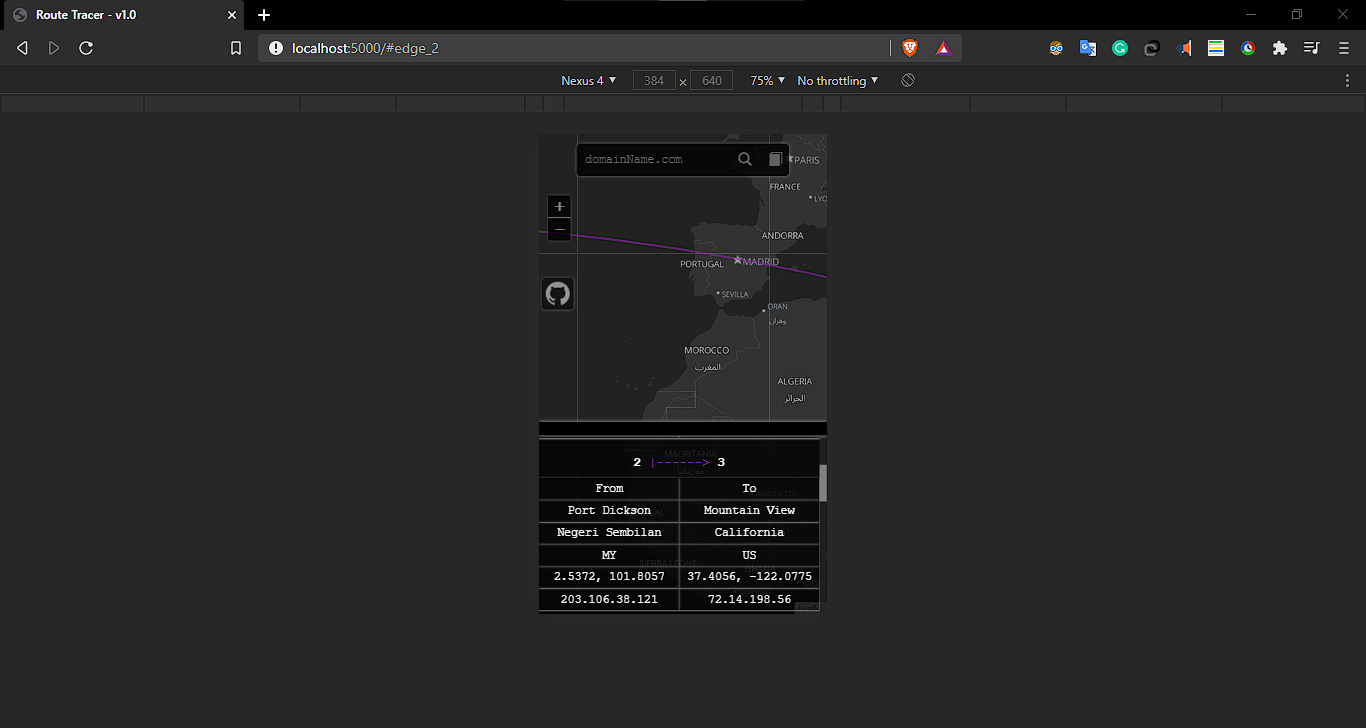 Route Tracer - v1.0
localhost:5000/#edge_2
Nexus 4
384 × 640
75%
No throttling
domainName.com
PARIS
FRANCE
LYO
+
−
ANDORRA
PORTUGAL
MADRID
SEVILLA
ORAN
وهران
MOROCCO
المغرب
ALGERIA
الجزائر
MAURITANIA
موريتانيا
2 |------> 3
From To
Port Dickson Mountain View
Negeri Sembilan California
MY US
SIERRA LEONE
2.5372, 101.8057 37.4056, -122.0775
203.106.38.121 72.14.198.56